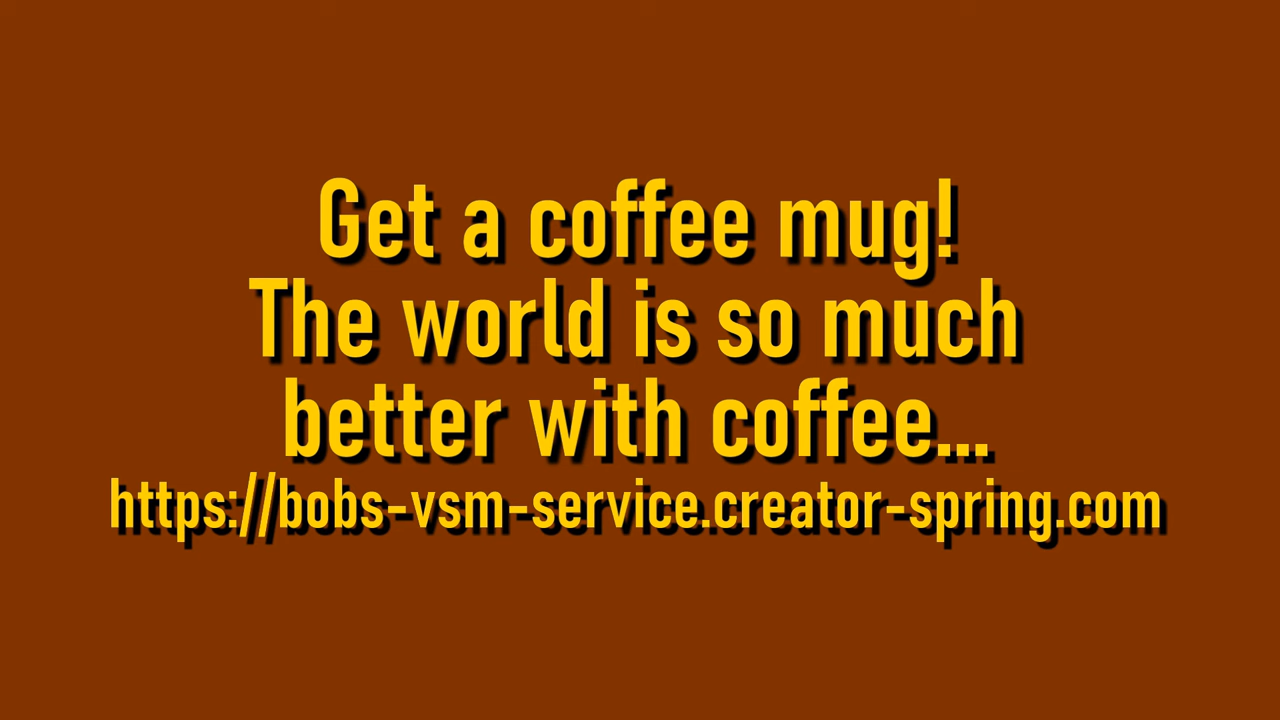 Get a coffee mug!
The world is so much
better with coffee...
https://bobs-vsm-service.creator-spring.com